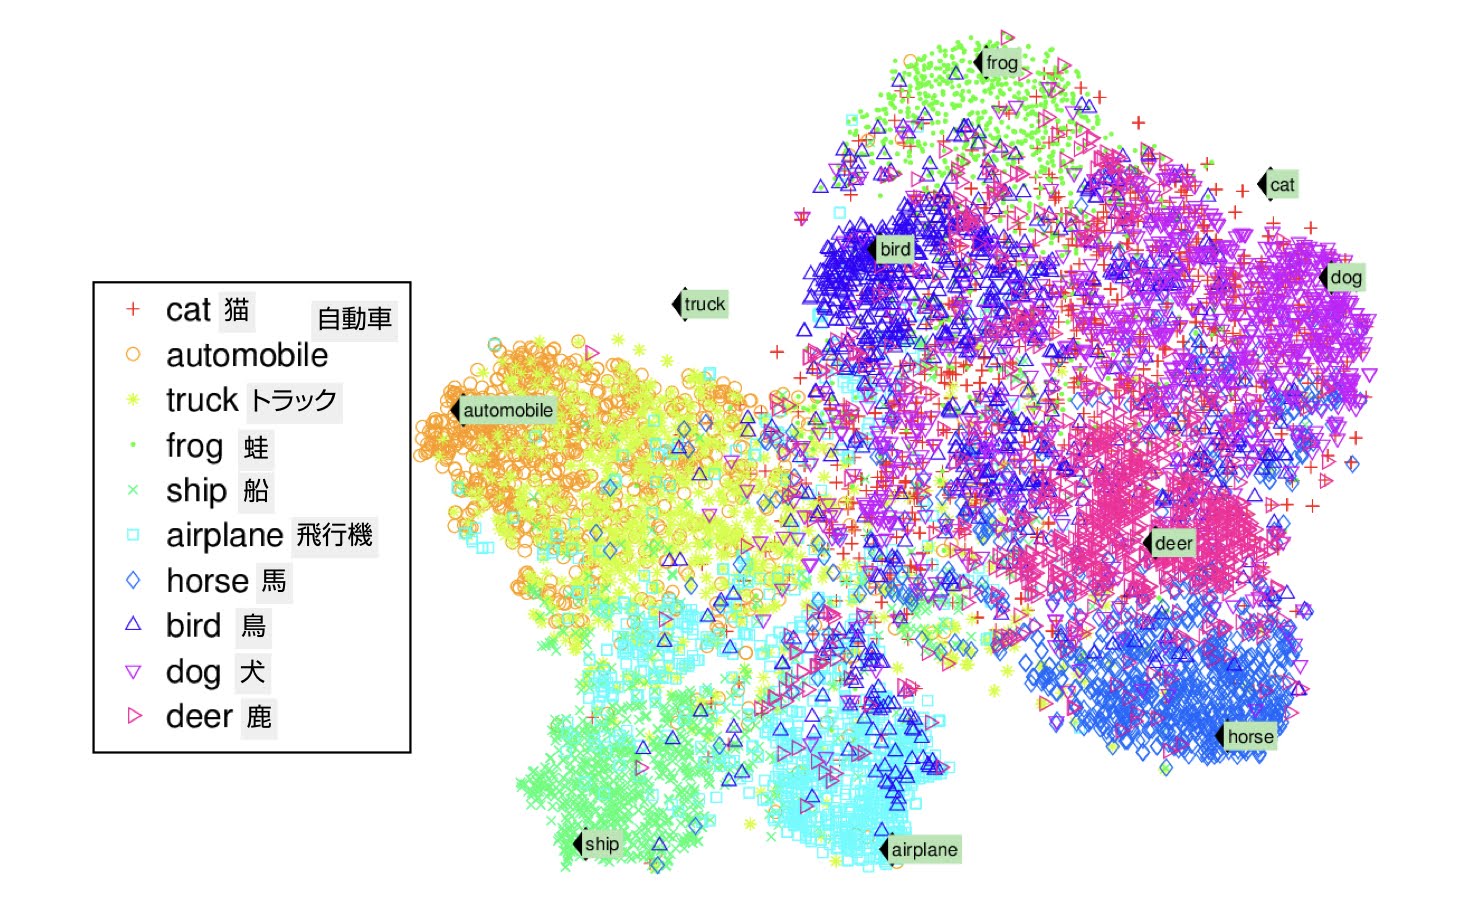 cat 猫
自動車
automobile
truck トラック
frog 蛙
ship 船
airplane 飛行機
horse 馬
bird 鳥
dog 犬
deer 鹿
frog
cat
bird
dog
truck
automobile
deer
horse
ship
airplane